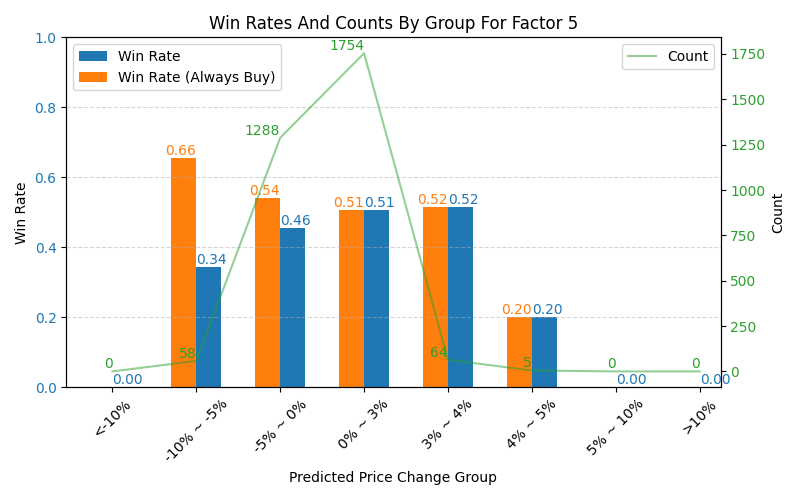 Win Rates And Counts By Group For Factor 5
Win Rate
Win Rate (Always Buy)
Count
1.0
0.8
0.6
0.4
0.2
0.0
Win Rate
1750
1500
1250
1000
750
500
250
0
Count
0.66
0.54
0.51
0.52
0.20
0.00
0.34
0.46
0.51
0.52
0.20
0.00
0.00
0
58
1288
1754
64
5
0
0
<-10%
-10% ~ -5%
-5% ~ 0%
0% ~ 3%
3% ~ 4%
4% ~ 5%
5% ~ 10%
>10%
Predicted Price Change Group